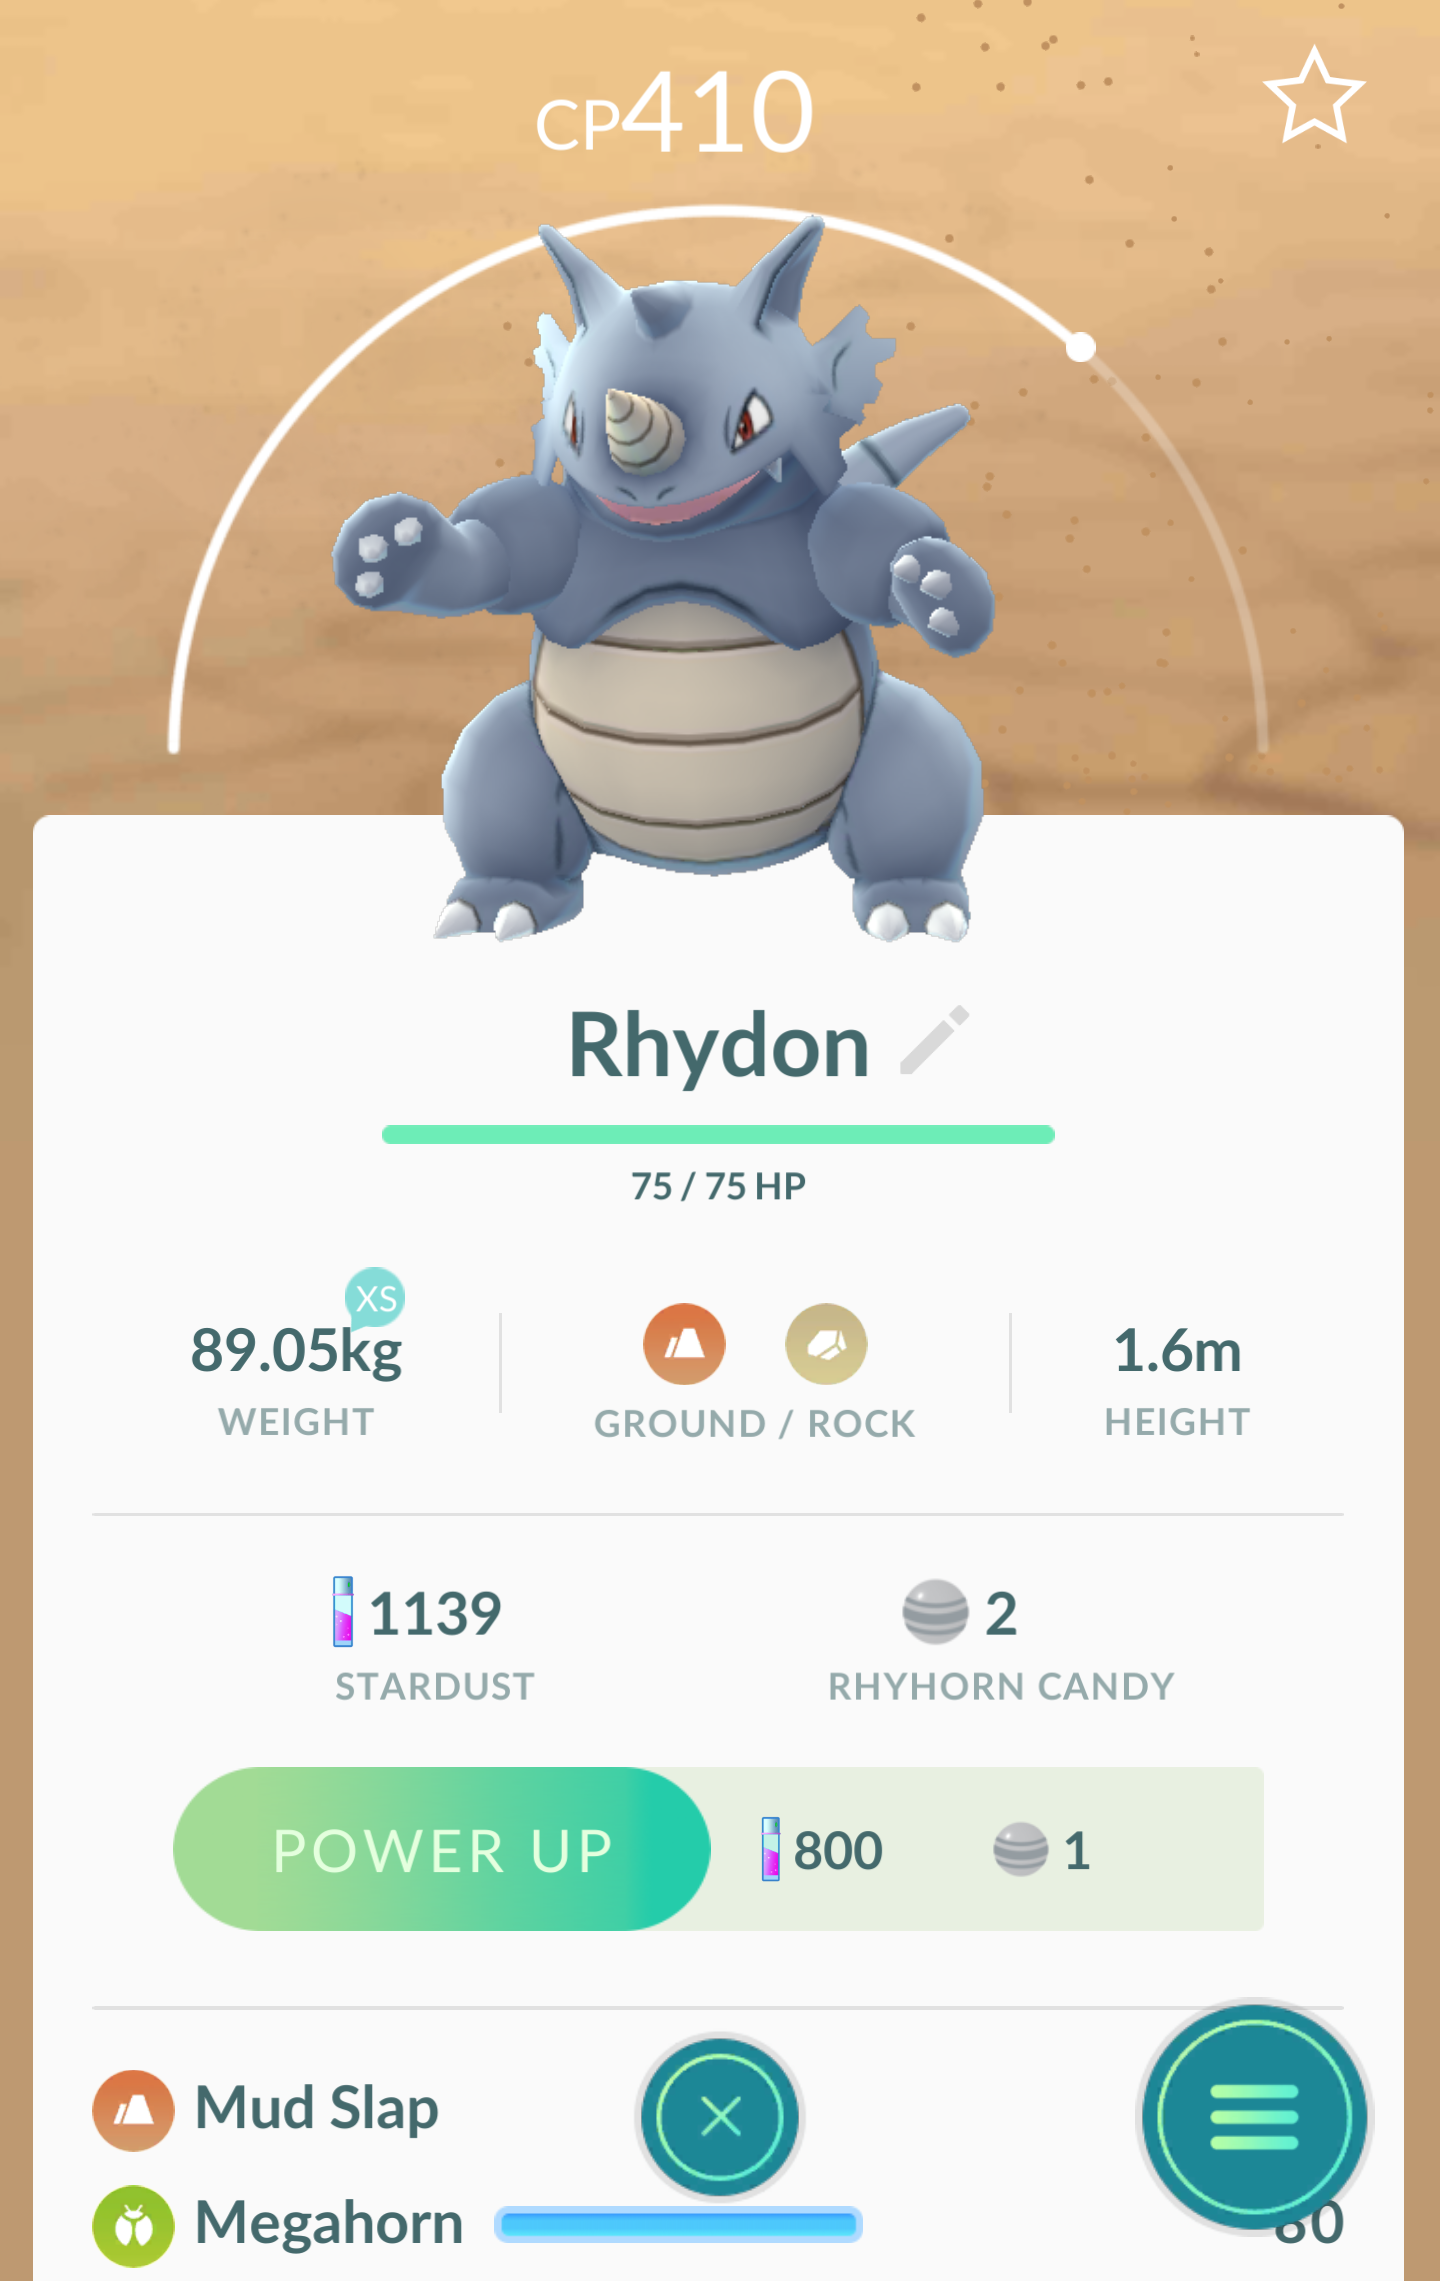 CP410
Rhydon
75 / 75 HP
XS
89.05kg
WEIGHT
GROUND / ROCK
1.6m
HEIGHT
1139
STARDUST
2
RHYHORN CANDY
POWER UP
800
1
Mud Slap
Megahorn
80